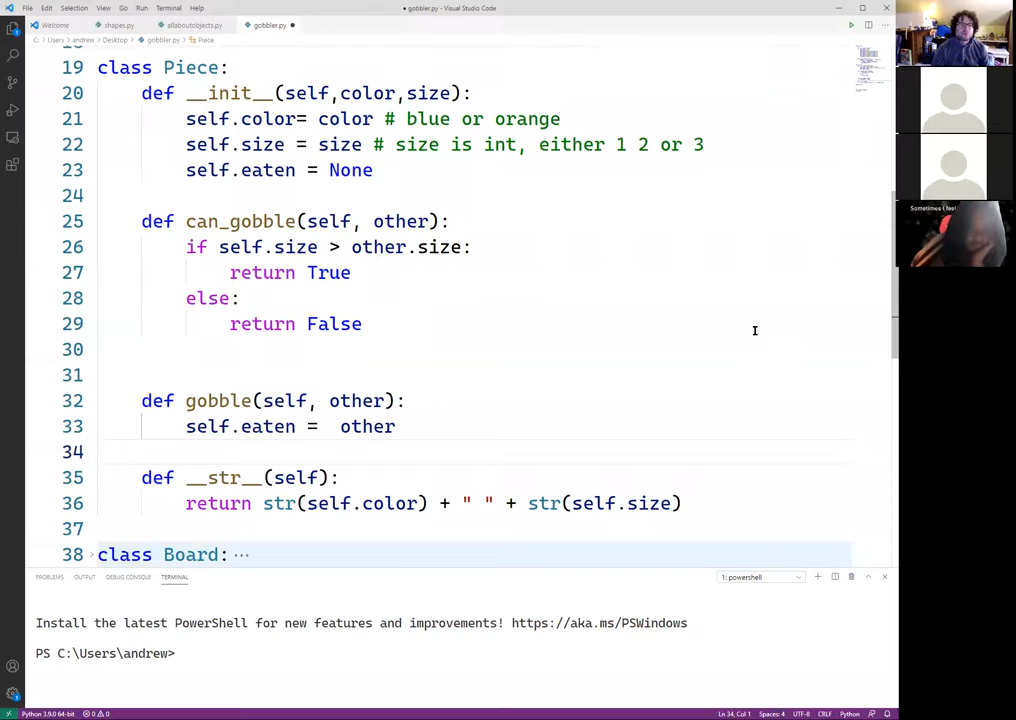 File Edit Selection View Go Run Terminal Help
● gobbler.py - Visual Studio Code
Welcome shapes.py allaboutobjects.py gobbler.py ●
C: > Users > andrew > Desktop > gobbler.py > Piece
19 class Piece:
20 def __init__(self,color,size):
21 self.color= color # blue or orange
22 self.size = size # size is int, either 1 2 or 3
23 self.eaten = None
24
25 def can_gobble(self, other):
26 if self.size > other.size:
27 return True
28 else:
29 return False
30
31
32 def gobble(self, other):
33 self.eaten =  other
34
35 def __str__(self):
36 return str(self.color) + " " + str(self.size)
37
38 > class Board: ...
PROBLEMS OUTPUT DEBUG CONSOLE TERMINAL 1: powershell
Install the latest PowerShell for new features and improvements! https://aka.ms/PSWindows
PS C:\Users\andrew>
Python 3.9.0 64-bit 0 0 Ln 34, Col 1 Spaces: 4 UTF-8 CRLF Python
Sometimes I feel